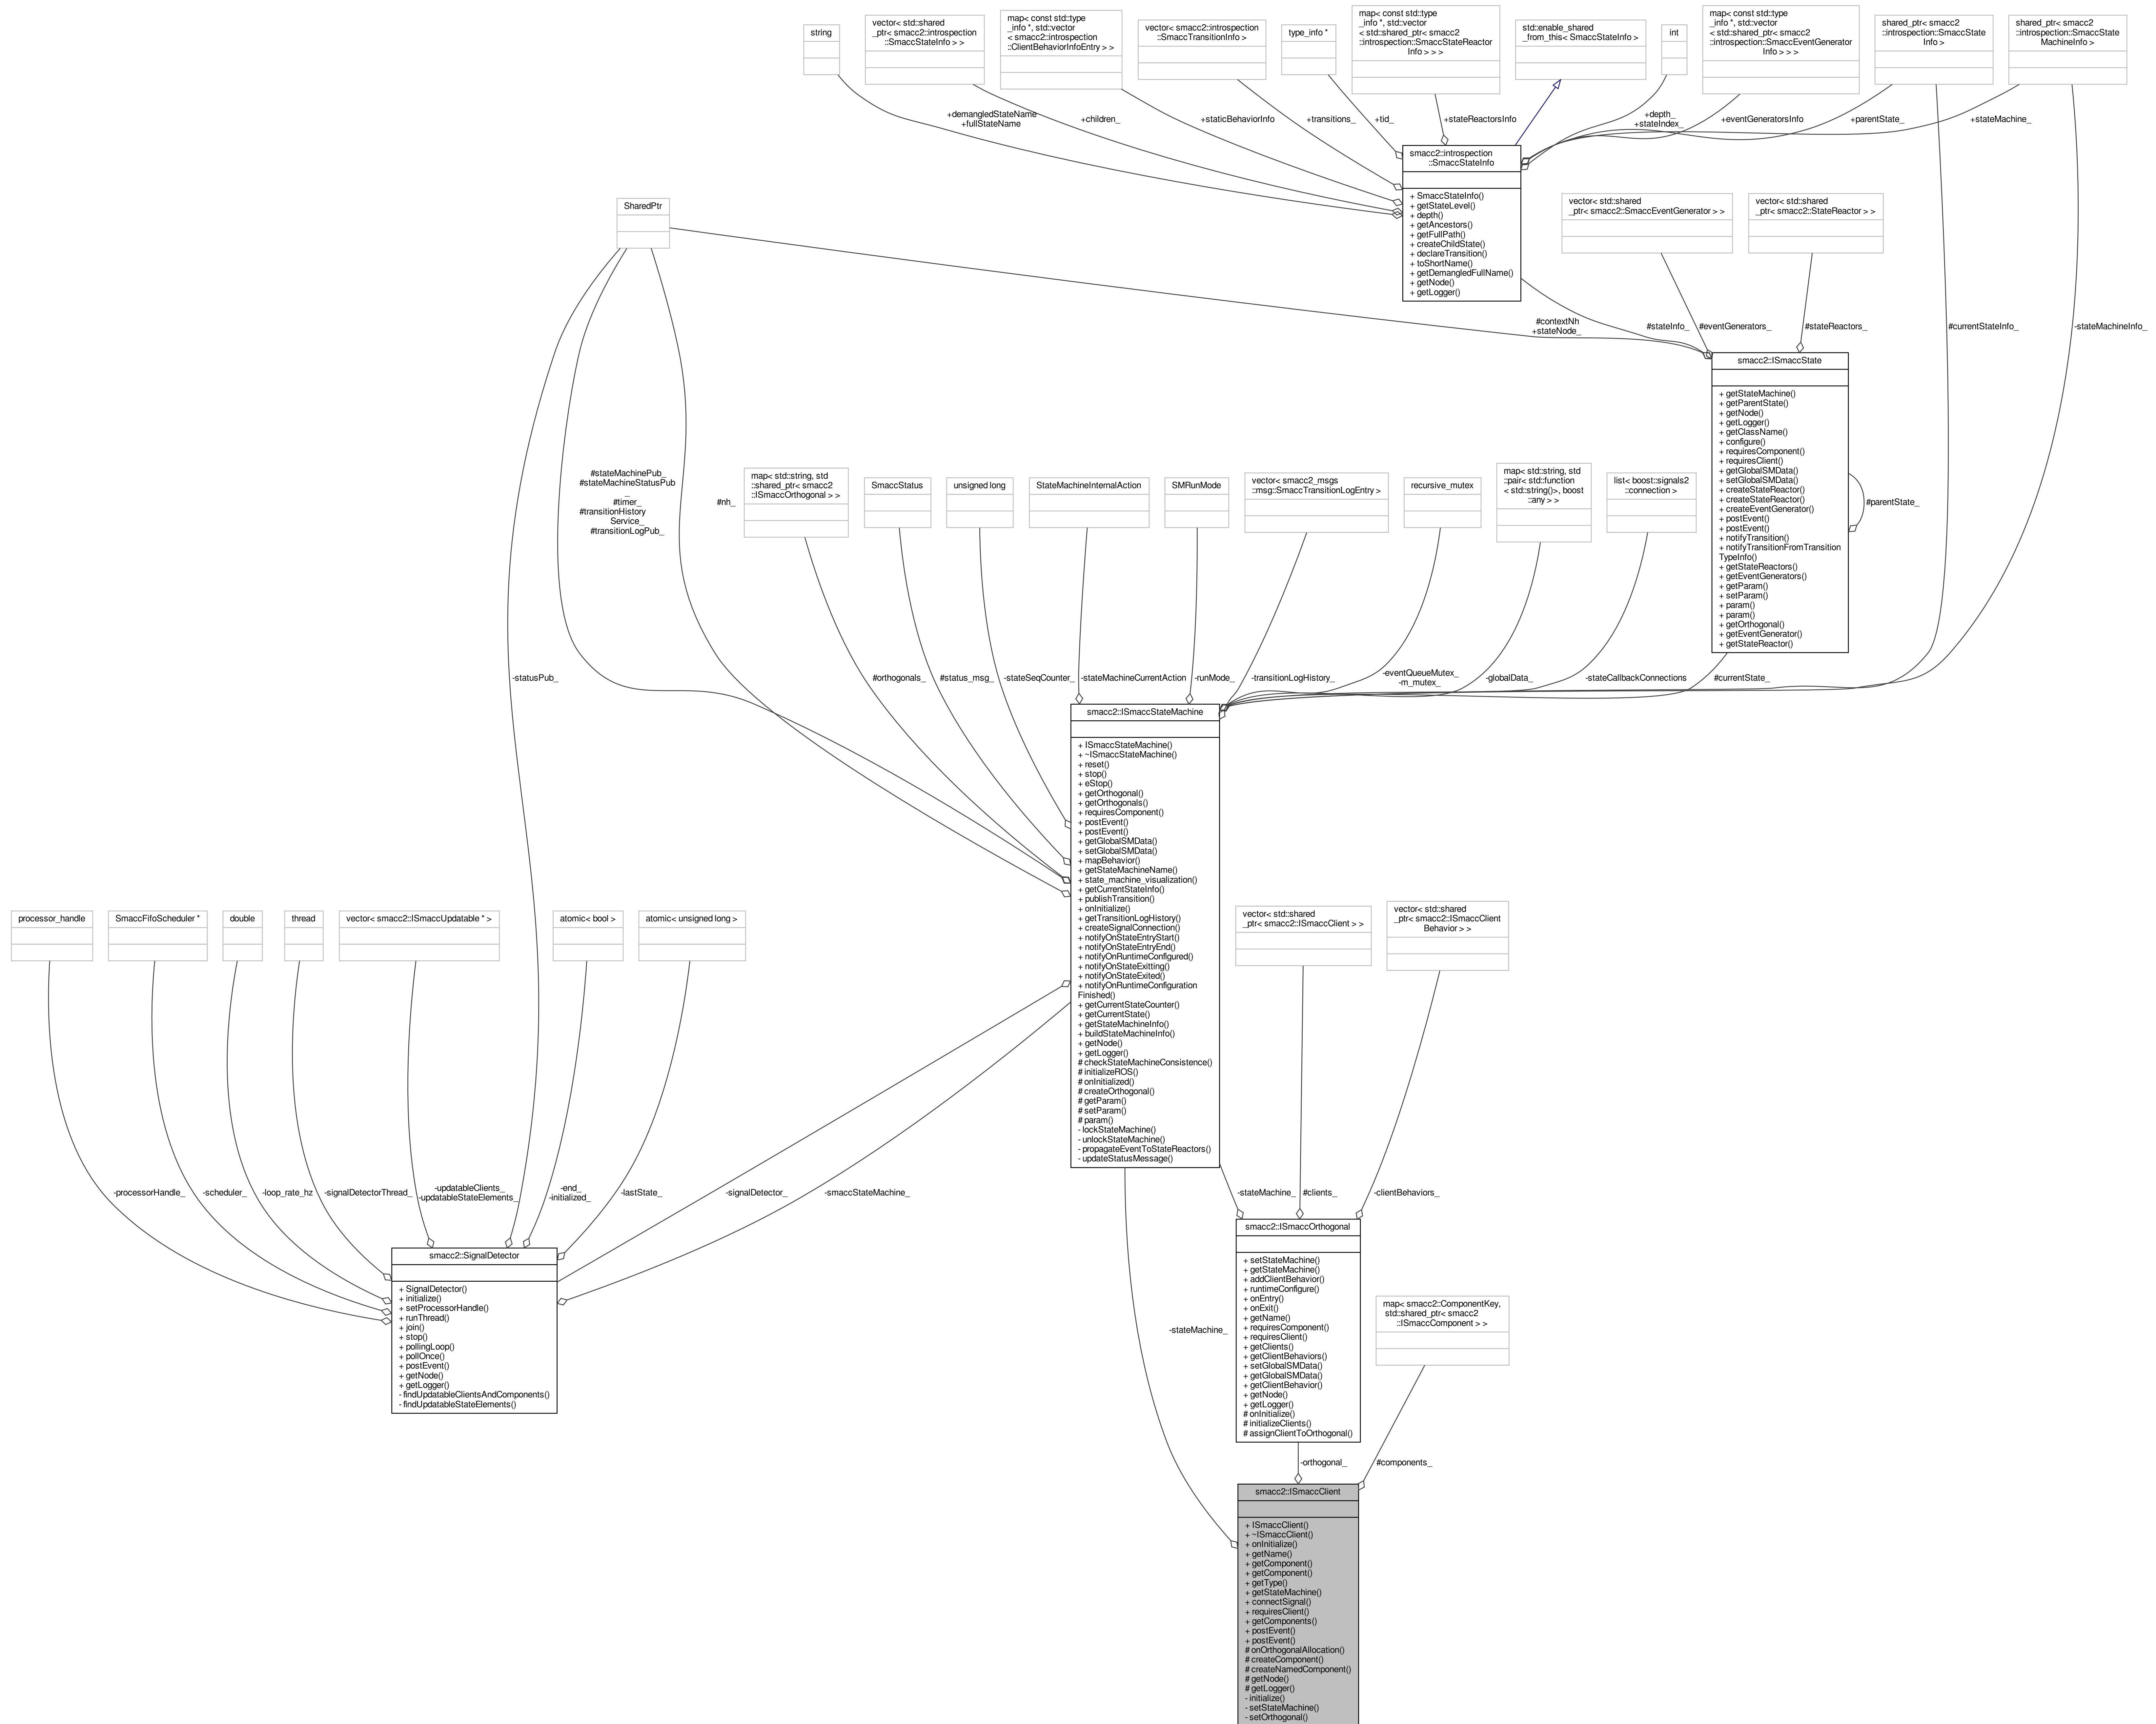 string
vector< std::shared
_ptr< smacc2::introspection
::SmaccStateInfo > >
map< const std::type
_info *, std::vector
< smacc2::introspection
::ClientBehaviorInfoEntry > >
vector< smacc2::introspection
::SmaccTransitionInfo >
type_info *
map< const std::type
_info *, std::vector
< std::shared_ptr< smacc2
::introspection::SmaccStateReactor
Info > > >
std::enable_shared
_from_this< SmaccStateInfo >
int
map< const std::type
_info *, std::vector
< std::shared_ptr< smacc2
::introspection::SmaccEventGenerator
Info > > >
shared_ptr< smacc2
::introspection::SmaccState
Info >
shared_ptr< smacc2
::introspection::SmaccState
MachineInfo >
+demangledStateName
+fullStateName
+children_
+staticBehaviorInfo
+transitions_
+tid_
+stateReactorsInfo
+depth_
+stateIndex_
+eventGeneratorsInfo
+parentState_
+stateMachine_
smacc2::introspection
::SmaccStateInfo
+ SmaccStateInfo()
+ getStateLevel()
+ depth()
+ getAncestors()
+ getFullPath()
+ createChildState()
+ declareTransition()
+ toShortName()
+ getDemangledFullName()
+ getNode()
+ getLogger()
SharedPtr
vector< std::shared
_ptr< smacc2::SmaccEventGenerator > >
vector< std::shared
_ptr< smacc2::StateReactor > >
#contextNh
+stateNode_
#stateInfo_
#eventGenerators_
#stateReactors_
#currentStateInfo_
-stateMachineInfo_
smacc2::ISmaccState
+ getStateMachine()
+ getParentState()
+ getNode()
+ getLogger()
+ getClassName()
+ configure()
+ requiresComponent()
+ requiresClient()
+ getGlobalSMData()
+ setGlobalSMData()
+ createStateReactor()
+ createStateReactor()
+ createEventGenerator()
+ postEvent()
+ postEvent()
+ notifyTransition()
+ notifyTransitionFromTransition
TypeInfo()
+ getStateReactors()
+ getEventGenerators()
+ getParam()
+ setParam()
+ param()
+ param()
+ getOrthogonal()
+ getEventGenerator()
+ getStateReactor()
#parentState_
#stateMachinePub_
#stateMachineStatusPub
_
#timer_
#transitionHistory
Service_
#transitionLogPub_
#nh_
map< std::string, std
::shared_ptr< smacc2
::ISmaccOrthogonal > >
SmaccStatus
unsigned long
StateMachineInternalAction
SMRunMode
vector< smacc2_msgs
::msg::SmaccTransitionLogEntry >
recursive_mutex
map< std::string, std
::pair< std::function
< std::string()>, boost
::any > >
list< boost::signals2
::connection >
-statusPub_
#orthogonals_
#status_msg_
-stateSeqCounter_
-stateMachineCurrentAction
-runMode_
-transitionLogHistory_
-eventQueueMutex_
-m_mutex_
-globalData_
-stateCallbackConnections
#currentState_
smacc2::ISmaccStateMachine
+ ISmaccStateMachine()
+ ~ISmaccStateMachine()
+ reset()
+ stop()
+ eStop()
+ getOrthogonal()
+ getOrthogonals()
+ requiresComponent()
+ postEvent()
+ postEvent()
+ getGlobalSMData()
+ setGlobalSMData()
+ mapBehavior()
+ getStateMachineName()
+ state_machine_visualization()
+ getCurrentStateInfo()
+ publishTransition()
+ onInitialize()
+ getTransitionLogHistory()
+ createSignalConnection()
+ notifyOnStateEntryStart()
+ notifyOnStateEntryEnd()
+ notifyOnRuntimeConfigured()
+ notifyOnStateExitting()
+ notifyOnStateExited()
+ notifyOnRuntimeConfiguration
Finished()
+ getCurrentStateCounter()
+ getCurrentState()
+ getStateMachineInfo()
+ buildStateMachineInfo()
+ getNode()
+ getLogger()
# checkStateMachineConsistence()
# initializeROS()
# onInitialized()
# createOrthogonal()
# getParam()
# setParam()
# param()
- lockStateMachine()
- unlockStateMachine()
- propagateEventToStateReactors()
- updateStatusMessage()
processor_handle
SmaccFifoScheduler *
double
thread
vector< smacc2::ISmaccUpdatable * >
atomic< bool >
atomic< unsigned long >
vector< std::shared
_ptr< smacc2::ISmaccClient > >
vector< std::shared
_ptr< smacc2::ISmaccClient
Behavior > >
-processorHandle_
-scheduler_
-loop_rate_hz
-signalDetectorThread_
-updatableClients_
-updatableStateElements_
-end_
-initialized_
-lastState_
-signalDetector_
-smaccStateMachine_
-stateMachine_
#clients_
-clientBehaviors_
smacc2::SignalDetector
+ SignalDetector()
+ initialize()
+ setProcessorHandle()
+ runThread()
+ join()
+ stop()
+ pollingLoop()
+ pollOnce()
+ postEvent()
+ getNode()
+ getLogger()
- findUpdatableClientsAndComponents()
- findUpdatableStateElements()
smacc2::ISmaccOrthogonal
+ setStateMachine()
+ getStateMachine()
+ addClientBehavior()
+ runtimeConfigure()
+ onEntry()
+ onExit()
+ getName()
+ requiresComponent()
+ requiresClient()
+ getClients()
+ getClientBehaviors()
+ setGlobalSMData()
+ getGlobalSMData()
+ getClientBehavior()
+ getNode()
+ getLogger()
# onInitialize()
# initializeClients()
# assignClientToOrthogonal()
map< smacc2::ComponentKey,
std::shared_ptr< smacc2
::ISmaccComponent > >
-stateMachine_
-orthogonal_
#components_
smacc2::ISmaccClient
+ ISmaccClient()
+ ~ISmaccClient()
+ onInitialize()
+ getName()
+ getComponent()
+ getComponent()
+ getType()
+ getStateMachine()
+ connectSignal()
+ requiresClient()
+ getComponents()
+ postEvent()
+ postEvent()
# onOrthogonalAllocation()
# createComponent()
# createNamedComponent()
# getNode()
# getLogger()
- initialize()
- setStateMachine()
- setOrthogonal()